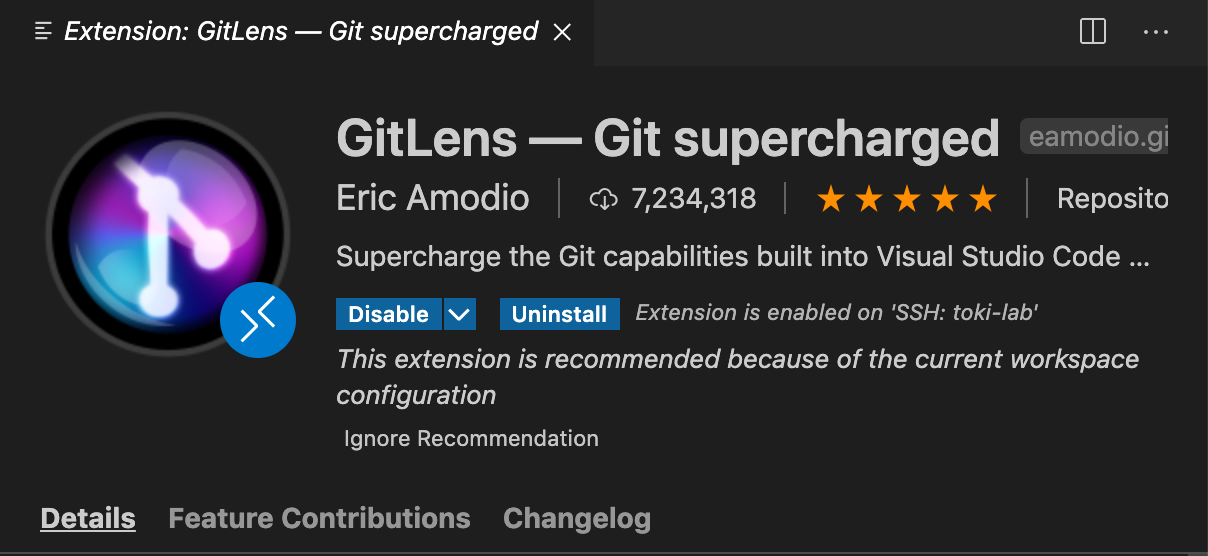 Extension: GitLens — Git supercharged
GitLens — Git supercharged eamodio.gi
Eric Amodio 7,234,318 Reposito
Supercharge the Git capabilities built into Visual Studio Code ...
Disable Uninstall Extension is enabled on 'SSH: toki-lab'
This extension is recommended because of the current workspace
configuration
Ignore Recommendation
Details Feature Contributions Changelog